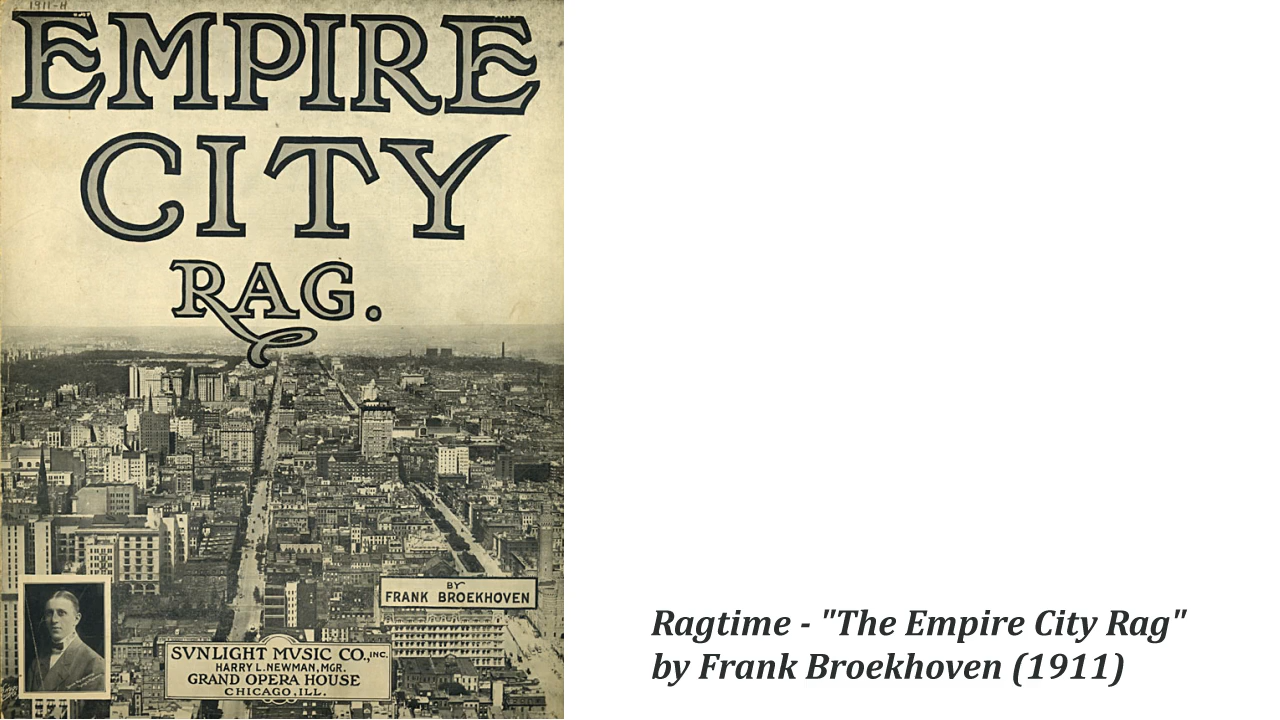 1911-H
EMPIRE
CITY
RAG.
BY
FRANK BROEKHOVEN
SVNLIGHT MVSIC CO., INC.
HARRY L. NEWMAN, MGR.
GRAND OPERA HOUSE
CHICAGO, ILL.
Ragtime - "The Empire City Rag"
by Frank Broekhoven (1911)